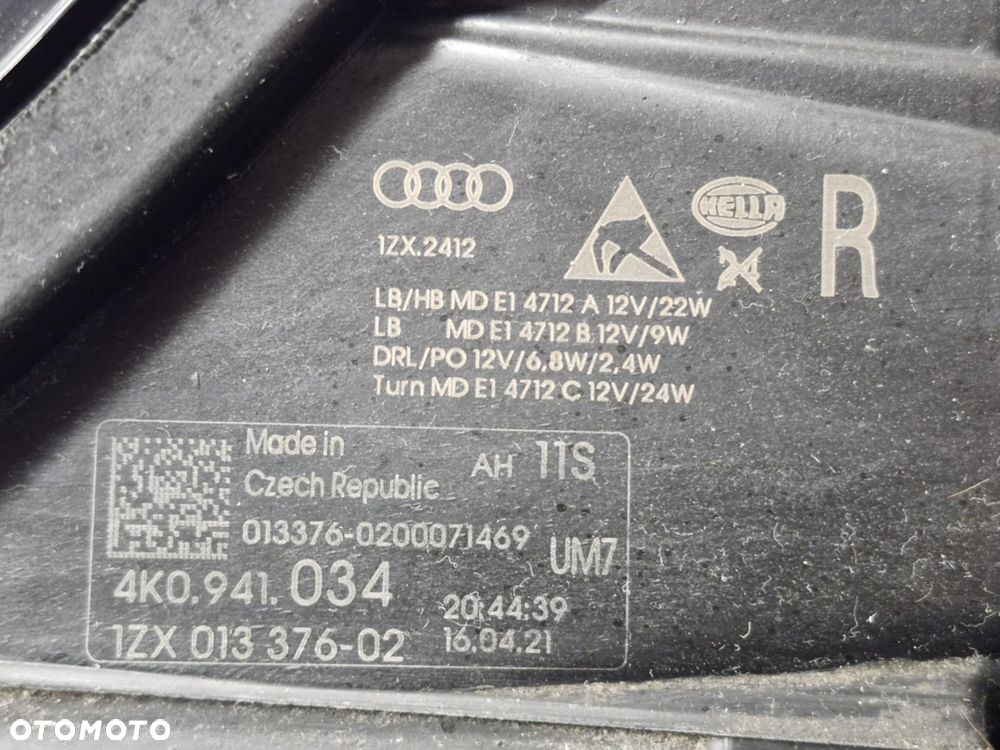 HELLA
R
1ZX.2412
24
LB/HB MD E1 4712 A 12V/22W
LB MD E1 4712 B 12V/9W
DRL/PO 12V/6,8W/2,4W
Turn MD E1 4712 C 12V/24W
Made in
Czech Republic
AH 11S
013376-0200071469
UM7
4K0.941.034
20:44:39
1ZX 013 376-02
16.04.21
OTOMOTO